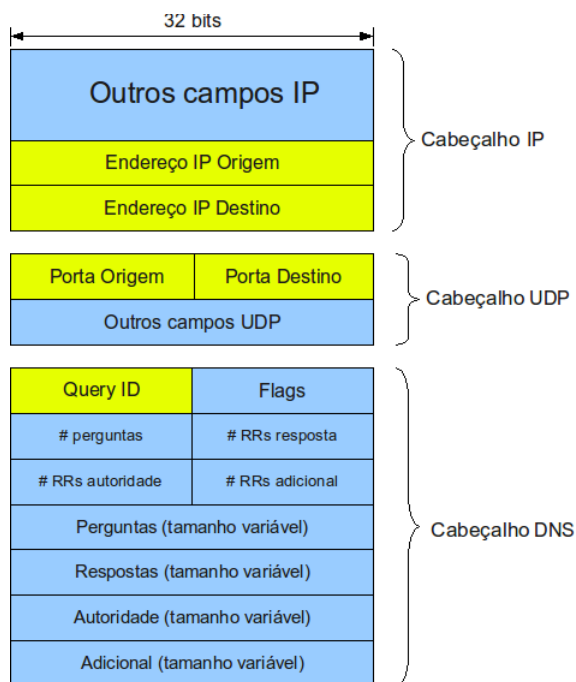 32 bits
Outros campos IP
Endereço IP Origem
Endereço IP Destino
Cabeçalho IP
Porta Origem
Porta Destino
Outros campos UDP
Cabeçalho UDP
Query ID
Flags
# perguntas
# RRs resposta
# RRs autoridade
# RRs adicional
Perguntas (tamanho variável)
Respostas (tamanho variável)
Autoridade (tamanho variável)
Adicional (tamanho variável)
Cabeçalho DNS